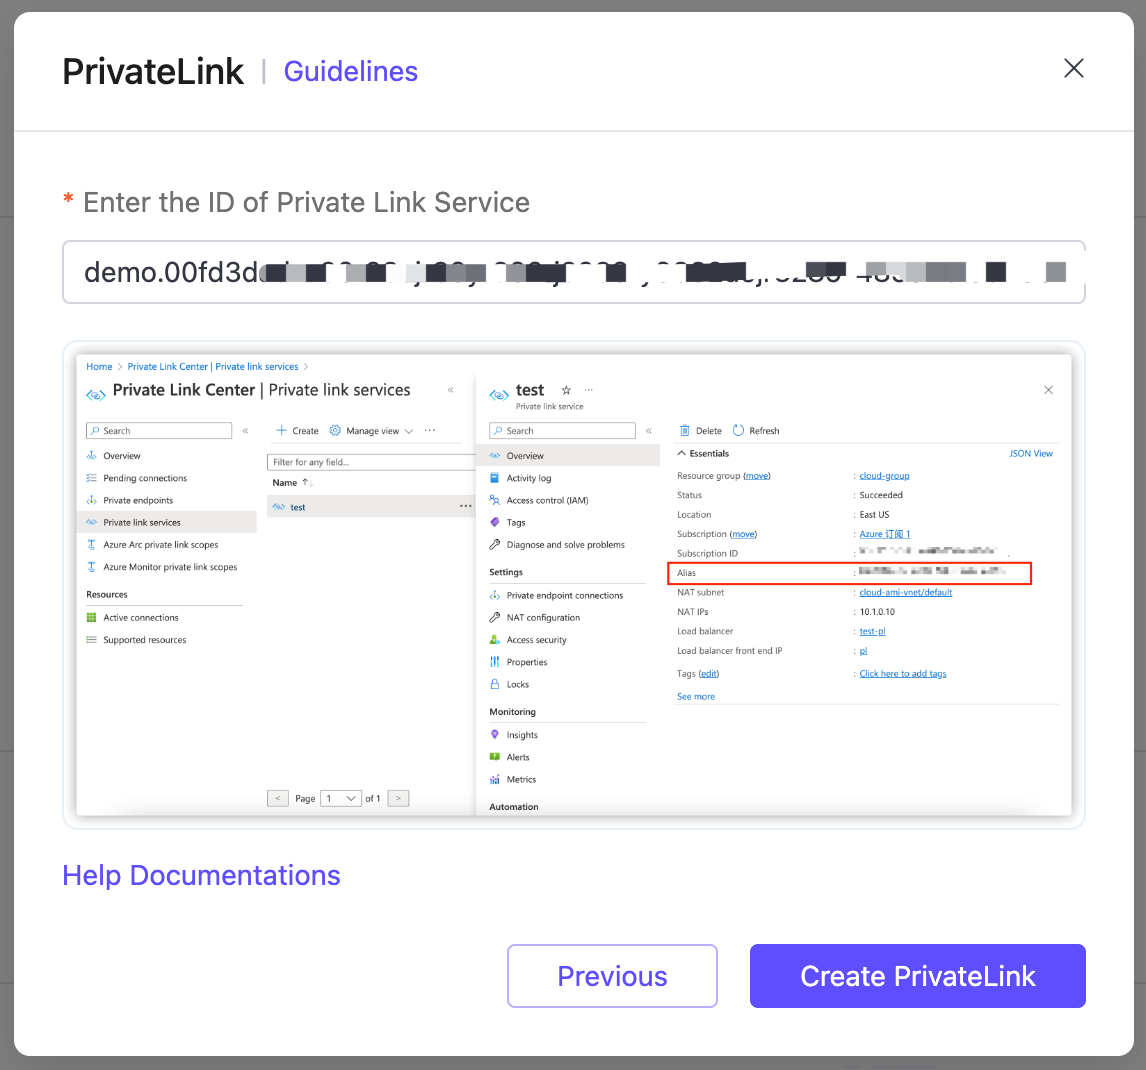 PrivateLink | Guidelines
* Enter the ID of Private Link Service
demo.00fd3d
Home > Private Link Center | Private link services >
Private Link Center | Private link services «
Search «
Overview
Pending connections
Private endpoints
Private link services
Azure Arc private link scopes
Azure Monitor private link scopes
Resources
Active connections
Supported resources
+ Create Manage view ···
Filter for any field...
Name ↑↓
test ···
< Page 1 of 1 >
test ☆ ···
Private link service
Search «
Overview
Activity log
Access control (IAM)
Tags
Diagnose and solve problems
Settings
Private endpoint connections
NAT configuration
Access security
Properties
Locks
Monitoring
Insights
Alerts
Metrics
Automation
Delete Refresh
Essentials JSON View
Resource group (move) : cloud-group
Status : Succeeded
Location : East US
Subscription (move) : Azure 订阅 1
Subscription ID :
Alias :
NAT subnet : cloud-ami-vnet/default
NAT IPs : 10.1.0.10
Load balancer : test-pl
Load balancer front end IP : pl
Tags (edit) : Click here to add tags
See more
Help Documentations
Previous Create PrivateLink